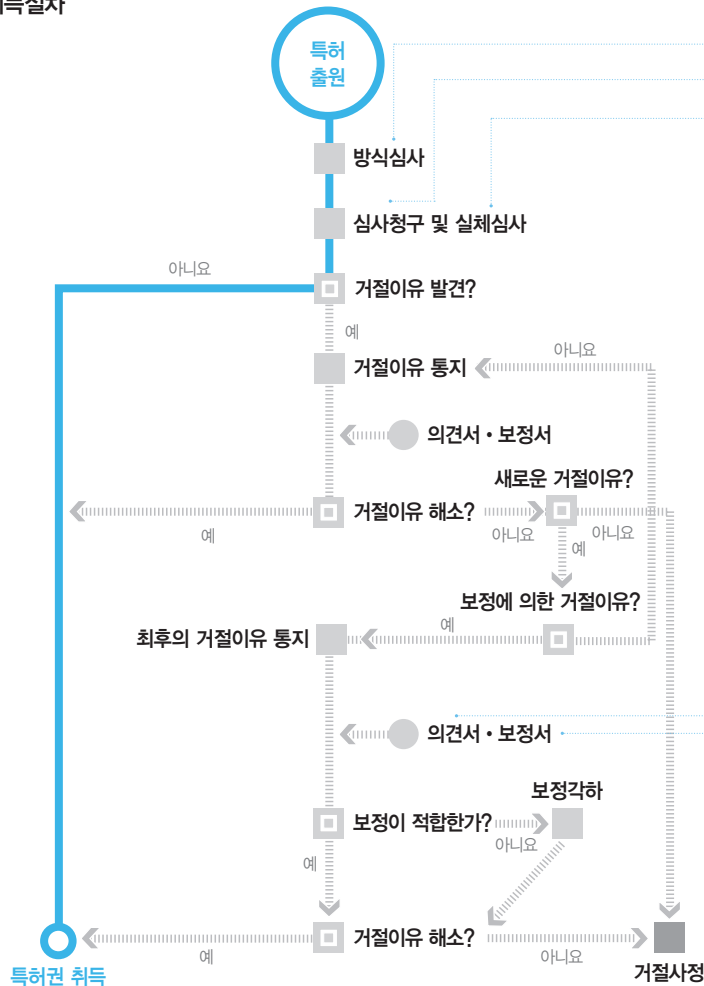 특허
출원
방식심사
심사청구 및 실체심사
아니요
거절이유 발견?
예
아니요
거절이유 통지
의견서 • 보정서
새로운 거절이유?
거절이유 해소?
아니요
아니요
예
예
보정에 의한 거절이유?
예
최후의 거절이유 통지
의견서 • 보정서
보정각하
보정이 적합한가?
아니요
예
거절이유 해소?
예
아니요
특허권 취득
거절사정